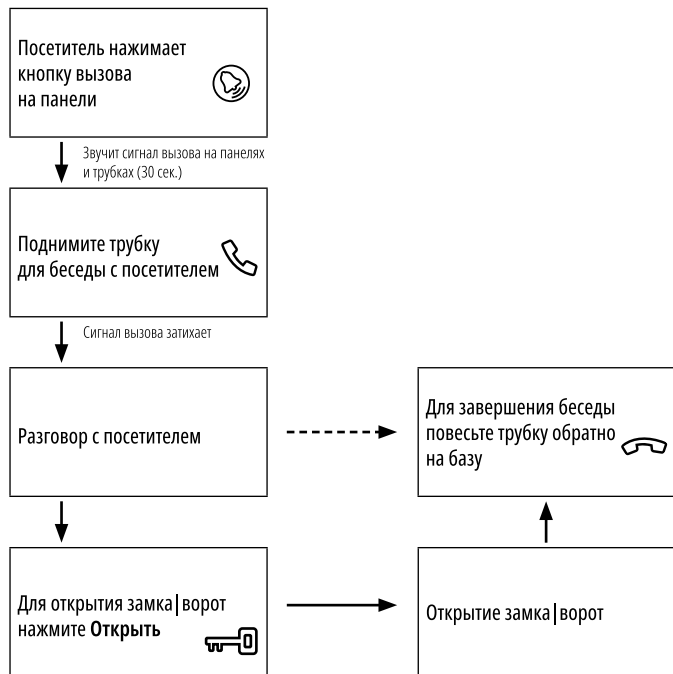 Посетитель нажимает
кнопку вызова
на панели
Звучит сигнал вызова на панелях
и трубках (30 сек.)
Поднимите трубку
для беседы с посетителем
Сигнал вызова затихает
Разговор с посетителем
Для завершения беседы
повесьте трубку обратно
на базу
Для открытия замка|ворот
нажмите Открыть
Открытие замка|ворот